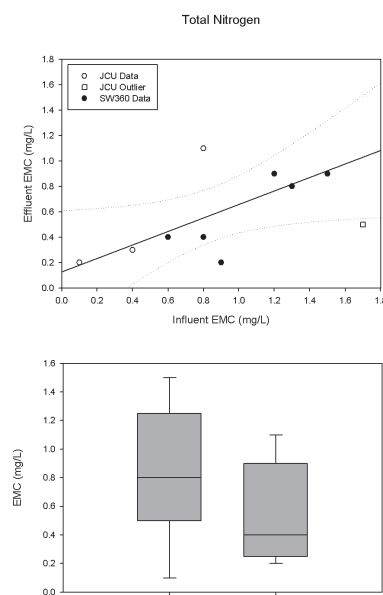 Total Nitrogen
JCU Data
JCU Outlier
SW360 Data
Effluent EMC (mg/L)
1.8
1.6
1.4
1.2
1.0
0.8
0.6
0.4
0.2
0.0
0.0 0.2 0.4 0.6 0.8 1.0 1.2 1.4 1.6 1.8
Influent EMC (mg/L)
EMC (mg/L)
1.6
1.4
1.2
1.0
0.8
0.6
0.4
0.2
0.0